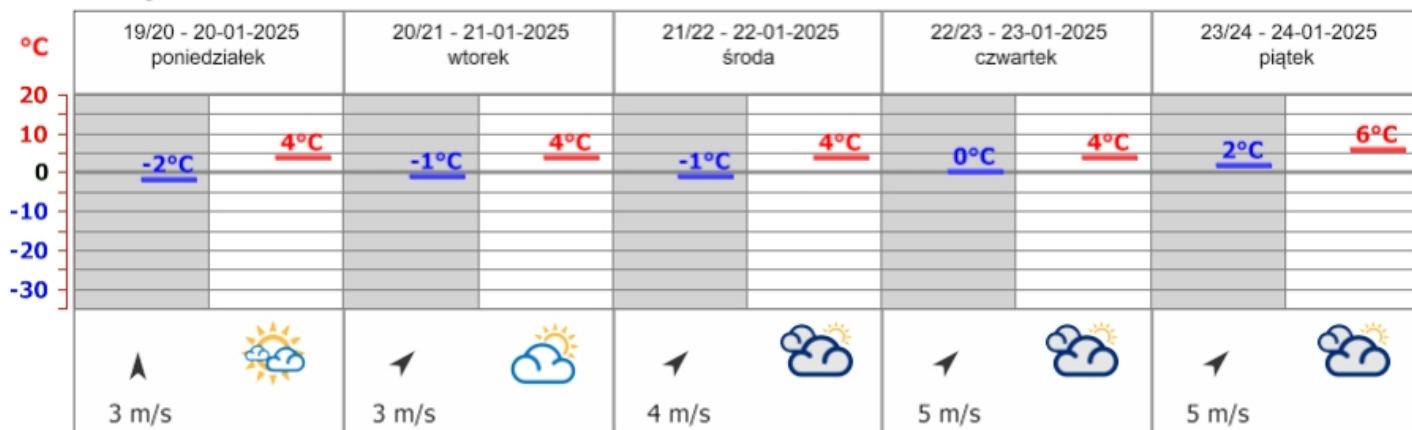 °C
19/20 - 20-01-2025
poniedziałek
20/21 - 21-01-2025
wtorek
21/22 - 22-01-2025
środa
22/23 - 23-01-2025
czwartek
23/24 - 24-01-2025
piątek
20
10
0
-10
-20
-30
-2°C
4°C
-1°C
4°C
-1°C
4°C
0°C
4°C
2°C
6°C
3 m/s
3 m/s
4 m/s
5 m/s
5 m/s